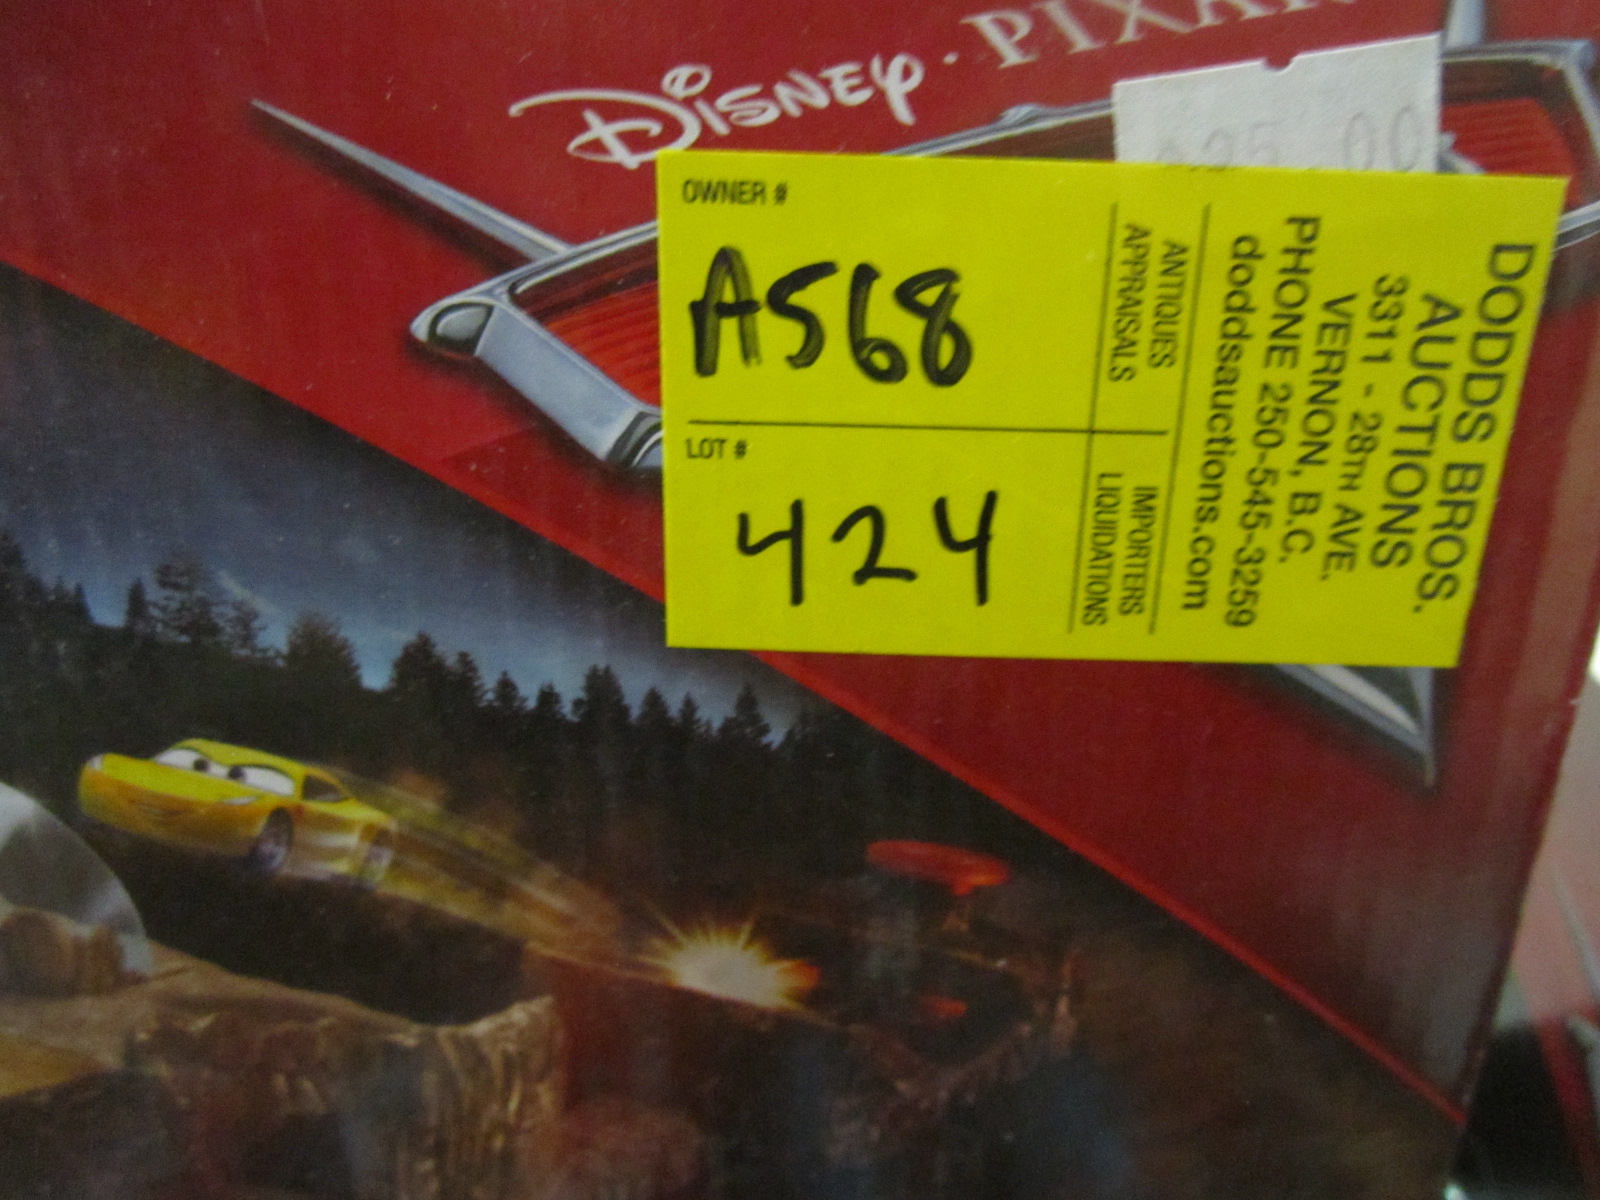 DISNEY · PIXAR
OWNER #
A568
LOT #
424
ANTIQUES
APPRAISALS
IMPORTERS
LIQUIDATIONS
DODDS BROS.
AUCTIONS
3311 - 28TH AVE.
VERNON, B.C.
PHONE 250-545-3259
doddsauctions.com